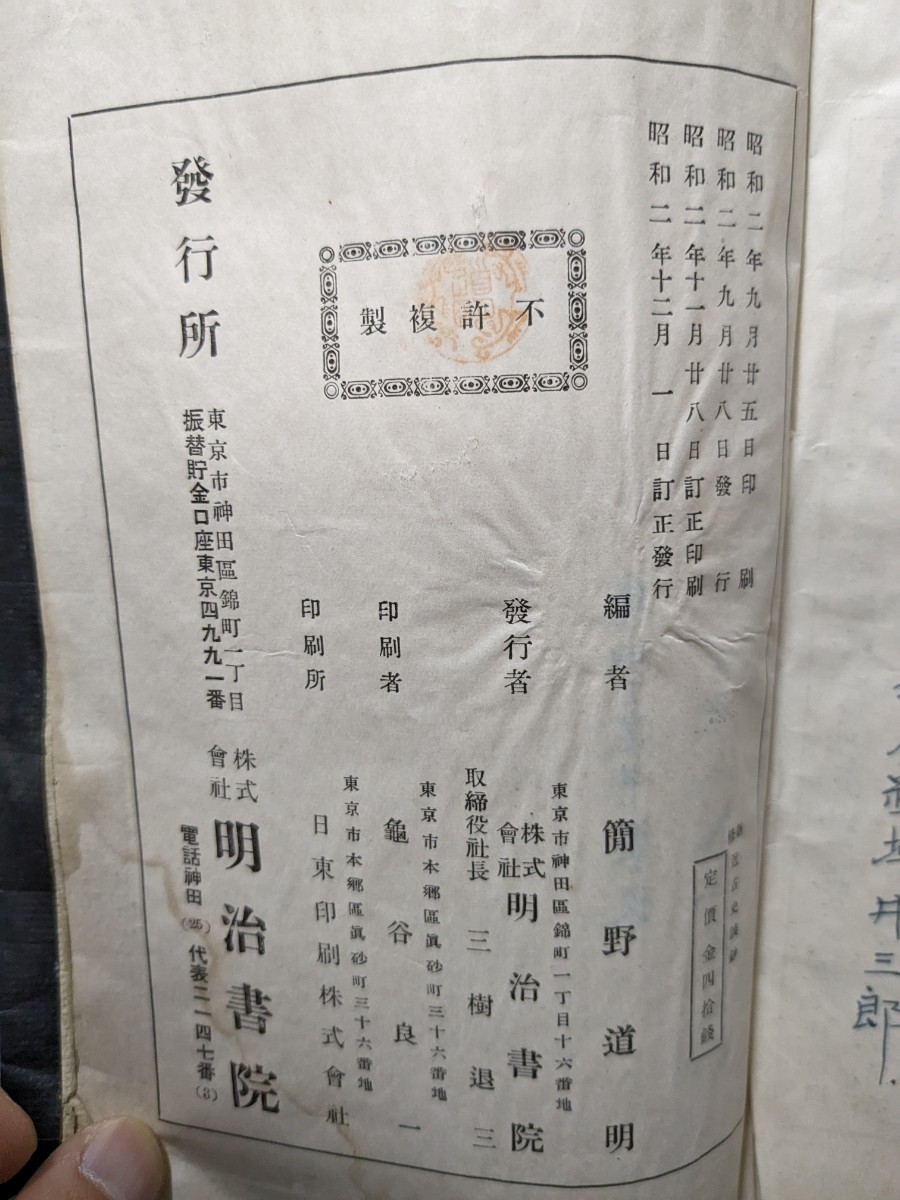 昭和二年九月廿五日印刷
昭和二年九月廿八日發行
昭和二年十一月廿八日訂正印刷
昭和二年十二月一日訂正發行
定價金四拾錢
不許複製
編者
簡野道明
發行者
東京市神田區錦町一丁目十六番地
株式會社明治書院
取締役社長 三樹退三
印刷者
東京市本鄕區眞砂町三十六番地
龜谷良一
印刷所
東京市本鄕區眞砂町三十六番地
日東印刷株式會社
發行所
東京市神田區錦町一丁目
振替貯金口座東京四九九一番
株式會社明治書院
電話神田(25)代表二一四七番(3)
井三郎